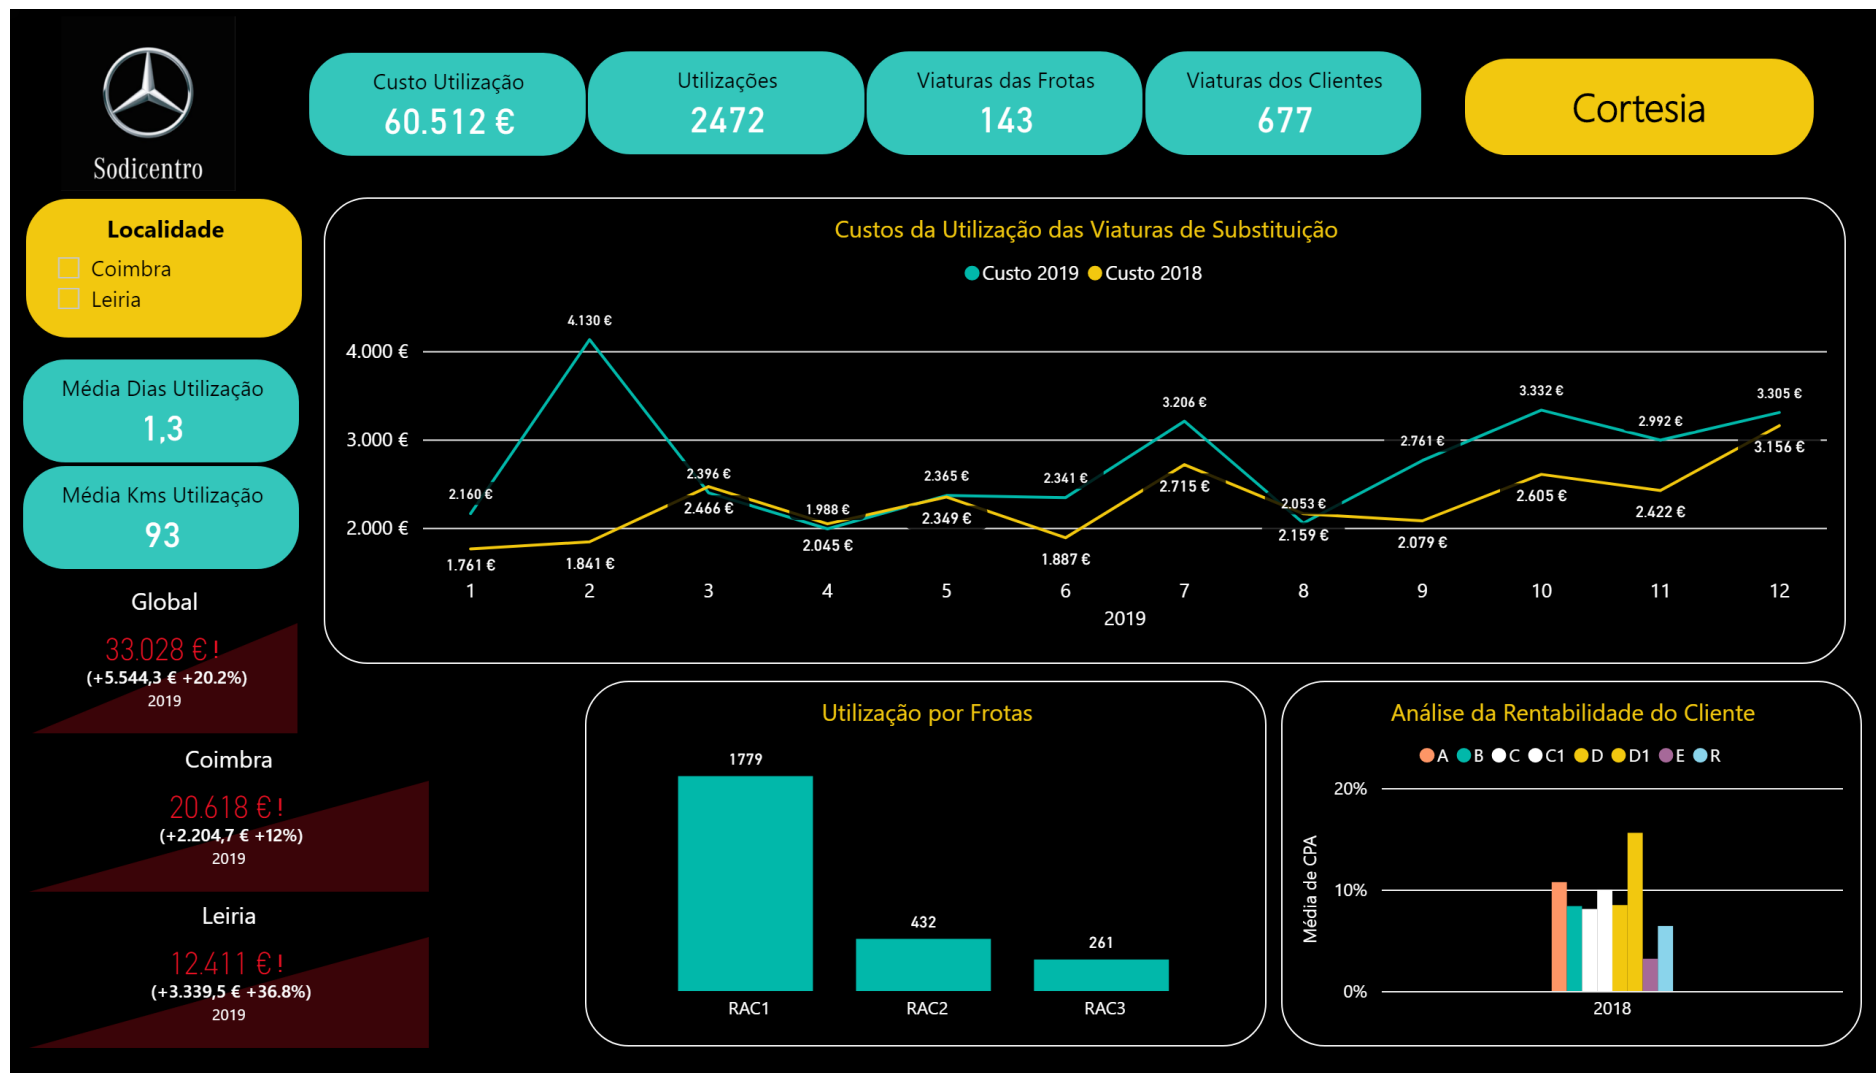 Sodicentro
Custo Utilização
60.512 €
Utilizações
2472
Viaturas das Frotas
143
Viaturas dos Clientes
677
Cortesia
Localidade
Coimbra
Leiria
Média Dias Utilização
1,3
Média Kms Utilização
93
Global
33.028 € !
(+5.544,3 € +20.2%)
2019
Coimbra
20.618 € !
(+2.204,7 € +12%)
2019
Leiria
12.411 € !
(+3.339,5 € +36.8%)
2019
Custos da Utilização das Viaturas de Substituição
Custo 2019 Custo 2018
4.000 €
3.000 €
2.000 €
2.160 € 4.130 € 2.396 € 1.988 € 2.365 € 2.341 € 3.206 € 2.053 € 2.761 € 3.332 € 2.992 € 3.305 €
1.761 € 1.841 € 2.466 € 2.045 € 2.349 € 1.887 € 2.715 € 2.159 € 2.079 € 2.605 € 2.422 € 3.156 €
1 2 3 4 5 6 7 8 9 10 11 12
2019
Utilização por Frotas
1779
432
261
RAC1 RAC2 RAC3
Análise da Rentabilidade do Cliente
A B C C1 D D1 E R
Média de CPA
20%
10%
0%
2018